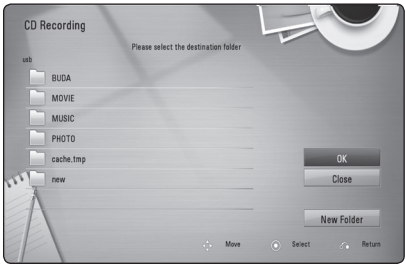 CD Recording
Please select the destination folder
usb
BUDA
MOVIE
MUSIC
PHOTO
cache.tmp
new
OK
Close
New Folder
Move Select Return